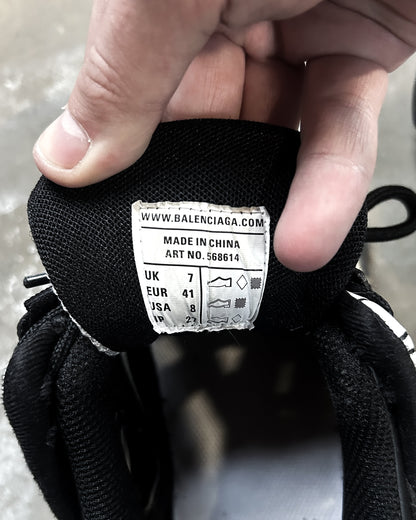 WWW.BALENCIAGA.COM
MADE IN CHINA
ART NO. 568614
UK 7
EUR 41
USA 8